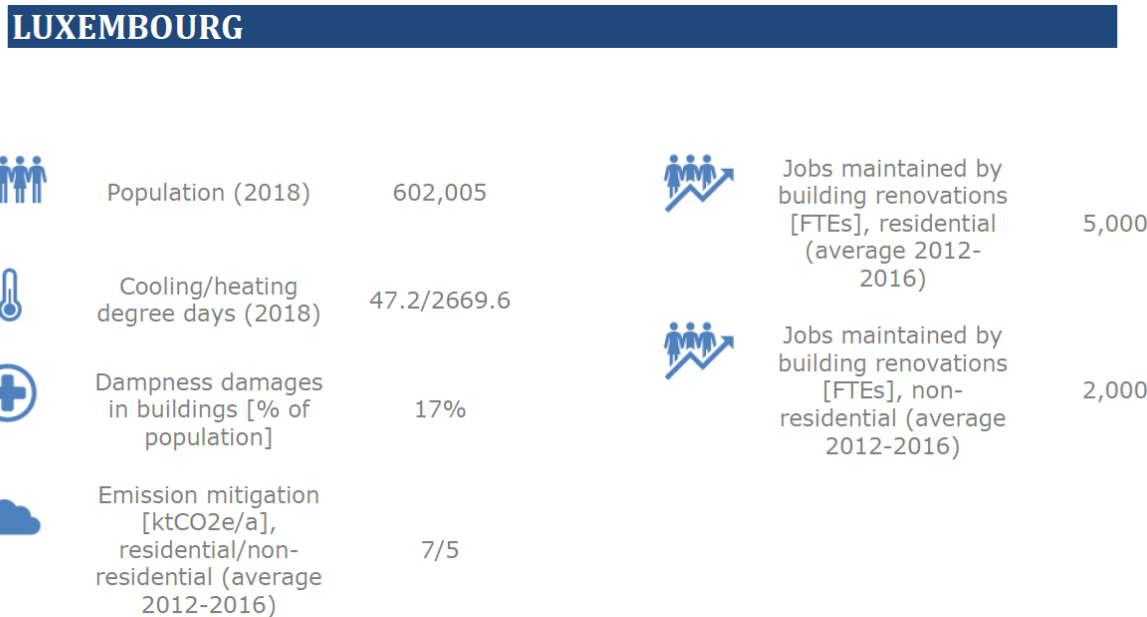 LUXEMBOURG
Population (2018)
602,005
Cooling/heating
degree days (2018)
47.2/2669.6
Dampness damages
in buildings [% of
population]
17%
Emission mitigation
[ktCO2e/a],
residential/non-
residential (average
2012-2016)
7/5
Jobs maintained by
building renovations
[FTEs], residential
(average 2012-
2016)
5,000
Jobs maintained by
building renovations
[FTEs], non-
residential (average
2012-2016)
2,000